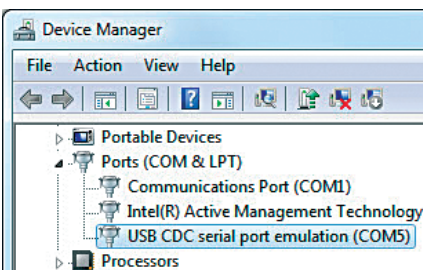 Device Manager
File Action View Help
Portable Devices
Ports (COM & LPT)
Communications Port (COM1)
Intel(R) Active Management Technology
USB CDC serial port emulation (COM5)
Processors